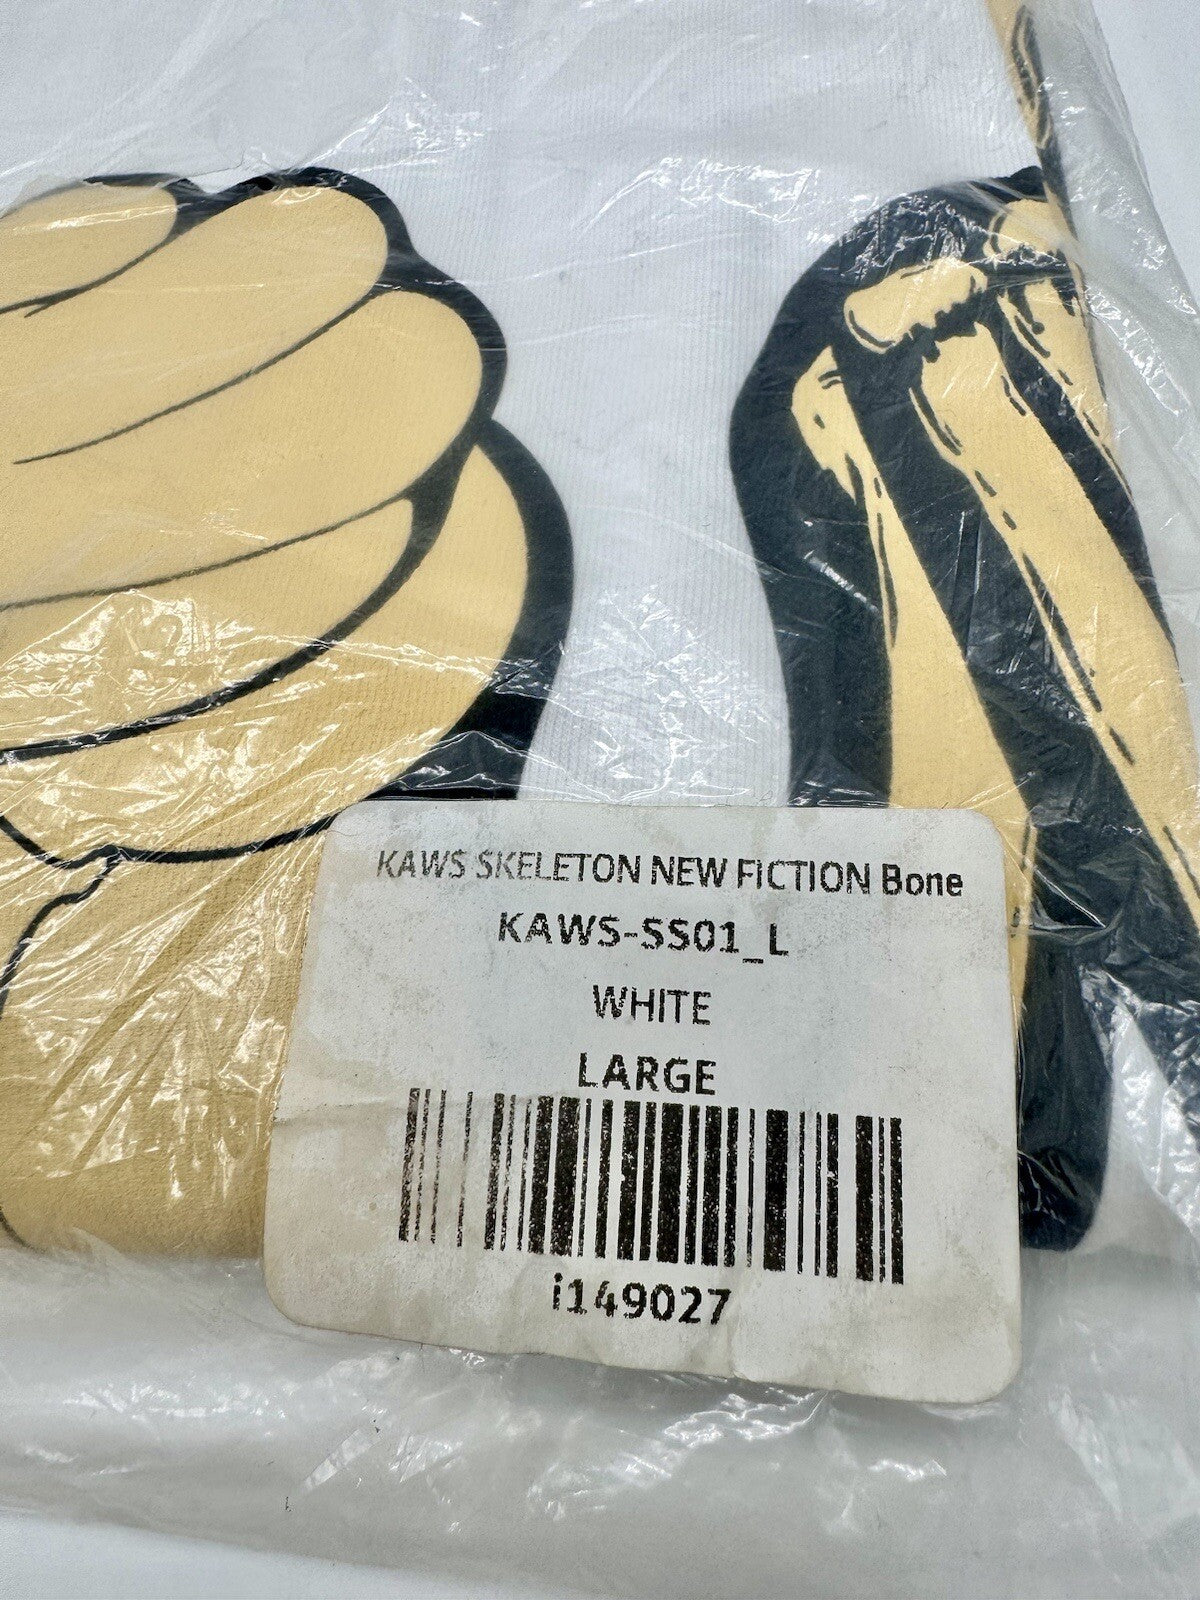 KAWS SKELETON NEW FICTION Bone
KAWS-SS01_L
WHITE
LARGE
i149027